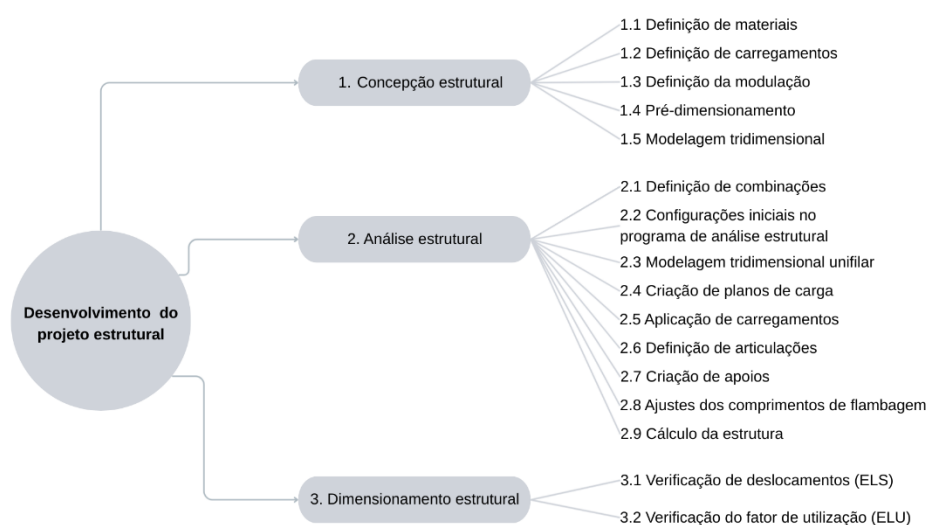 Desenvolvimento do
projeto estrutural
1. Concepção estrutural
1.1 Definição de materiais
1.2 Definição de carregamentos
1.3 Definição da modulação
1.4 Pré-dimensionamento
1.5 Modelagem tridimensional
2. Análise estrutural
2.1 Definição de combinações
2.2 Configurações iniciais no
programa de análise estrutural
2.3 Modelagem tridimensional unifilar
2.4 Criação de planos de carga
2.5 Aplicação de carregamentos
2.6 Definição de articulações
2.7 Criação de apoios
2.8 Ajustes dos comprimentos de flambagem
2.9 Cálculo da estrutura
3. Dimensionamento estrutural
3.1 Verificação de deslocamentos (ELS)
3.2 Verificação do fator de utilização (ELU)